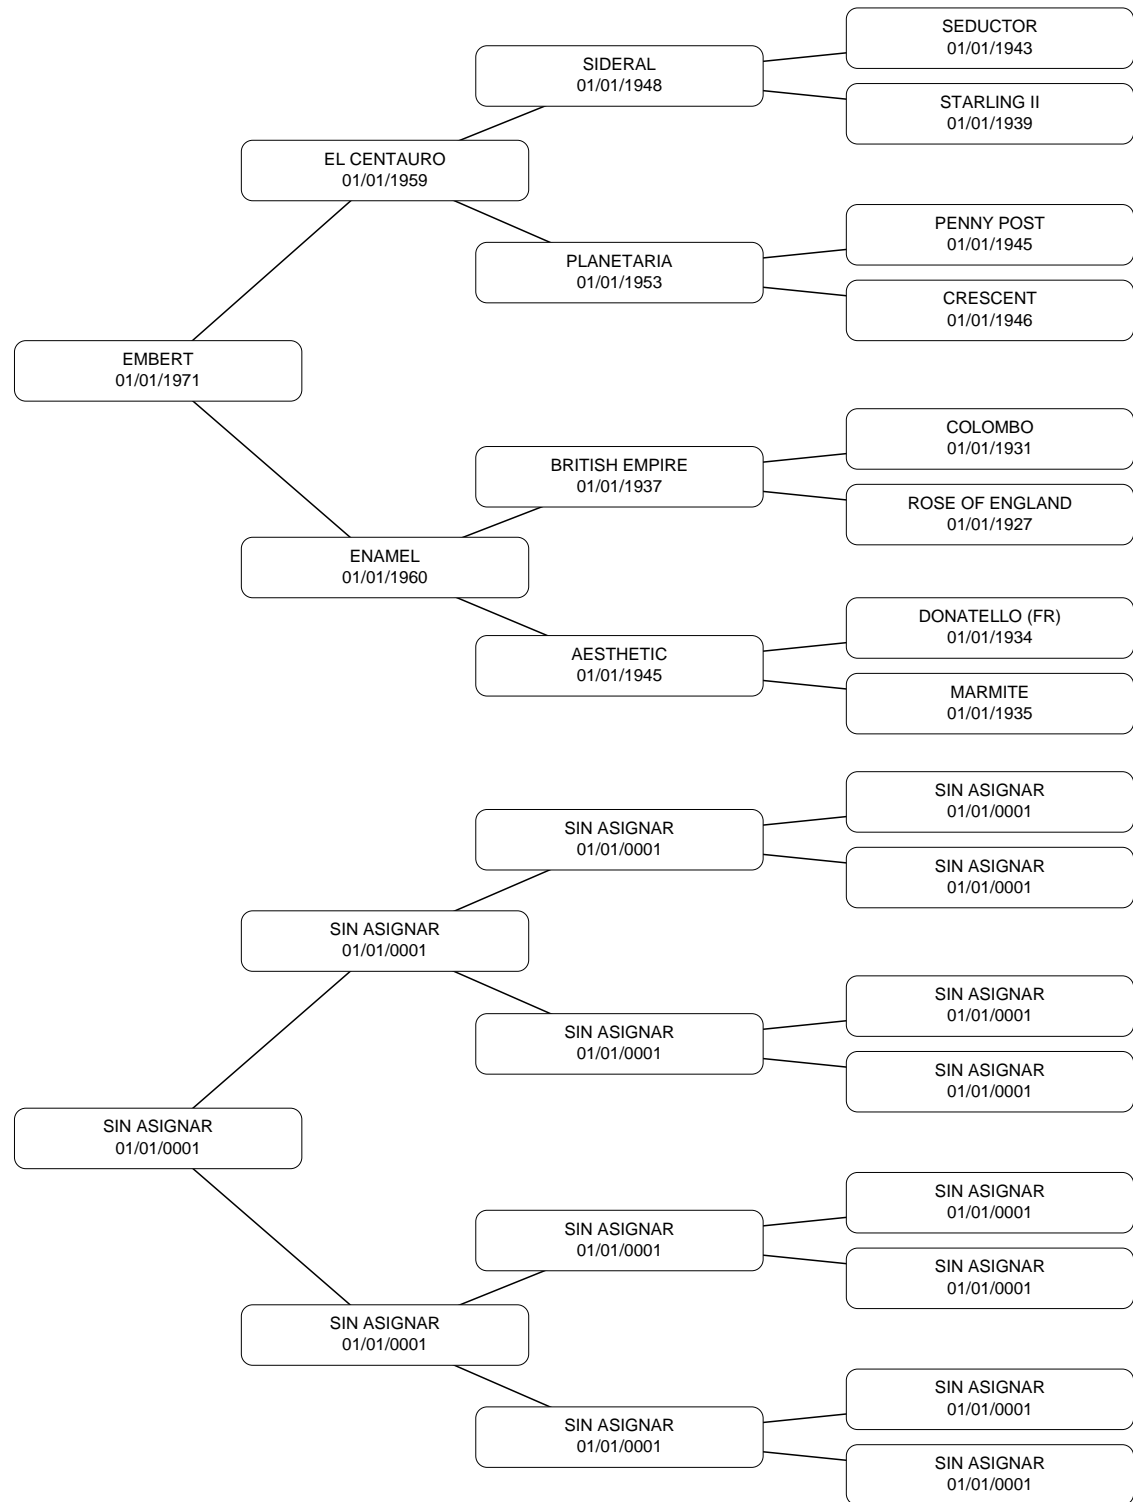 SEDUCTOR
01/01/1943
SIDERAL
01/01/1948
STARLING II
01/01/1939
EL CENTAURO
01/01/1959
PENNY POST
01/01/1945
PLANETARIA
01/01/1953
CRESCENT
01/01/1946
EMBERT
01/01/1971
COLOMBO
01/01/1931
BRITISH EMPIRE
01/01/1937
ROSE OF ENGLAND
01/01/1927
ENAMEL
01/01/1960
DONATELLO (FR)
01/01/1934
AESTHETIC
01/01/1945
MARMITE
01/01/1935
SIN ASIGNAR
01/01/0001
SIN ASIGNAR
01/01/0001
SIN ASIGNAR
01/01/0001
SIN ASIGNAR
01/01/0001
SIN ASIGNAR
01/01/0001
SIN ASIGNAR
01/01/0001
SIN ASIGNAR
01/01/0001
SIN ASIGNAR
01/01/0001
SIN ASIGNAR
01/01/0001
SIN ASIGNAR
01/01/0001
SIN ASIGNAR
01/01/0001
SIN ASIGNAR
01/01/0001
SIN ASIGNAR
01/01/0001
SIN ASIGNAR
01/01/0001
SIN ASIGNAR
01/01/0001